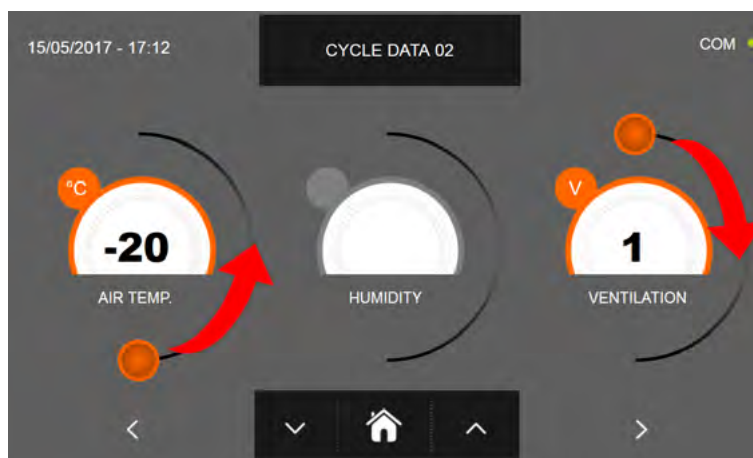 15/05/2017 - 17:12
CYCLE DATA 02
COM
°C
-20
AIR TEMP.
HUMIDITY
V
1
VENTILATION